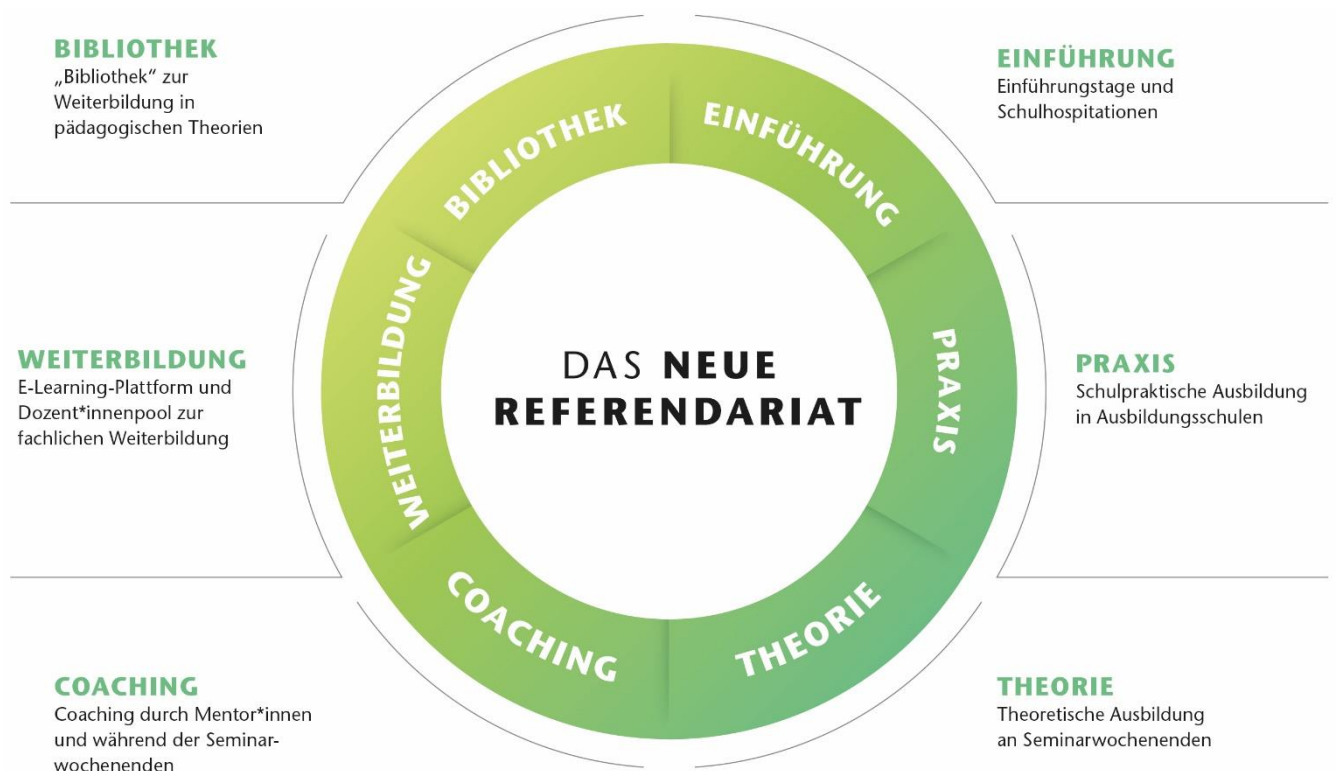 BIBLIOTHEK
„Bibliothek“ zur
Weiterbildung in
pädagogischen Theorien
EINFÜHRUNG
Einführungstage und
Schulhospitationen
BIBLIOTHEK
EINFÜHRUNG
WEITERBILDUNG
E-Learning-Plattform und
Dozent*innenpool zur
fachlichen Weiterbildung
WEITERBILDUNG
DAS NEUE
REFERENDARIAT
PRAXIS
PRAXIS
Schulpraktische Ausbildung
in Ausbildungsschulen
COACHING
THEORIE
COACHING
Coaching durch Mentor*innen
und während der Seminar-
wochenenden
THEORIE
Theoretische Ausbildung
an Seminarwochenenden